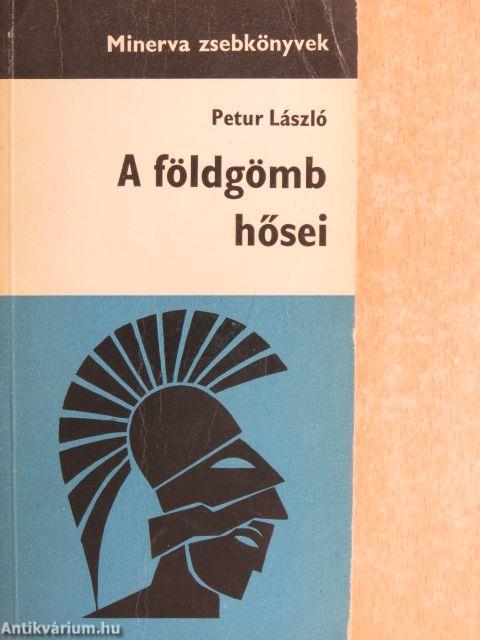 Minerva zsebkönyvek
Petur László
A földgömb
hősei
Antikvárium.hu